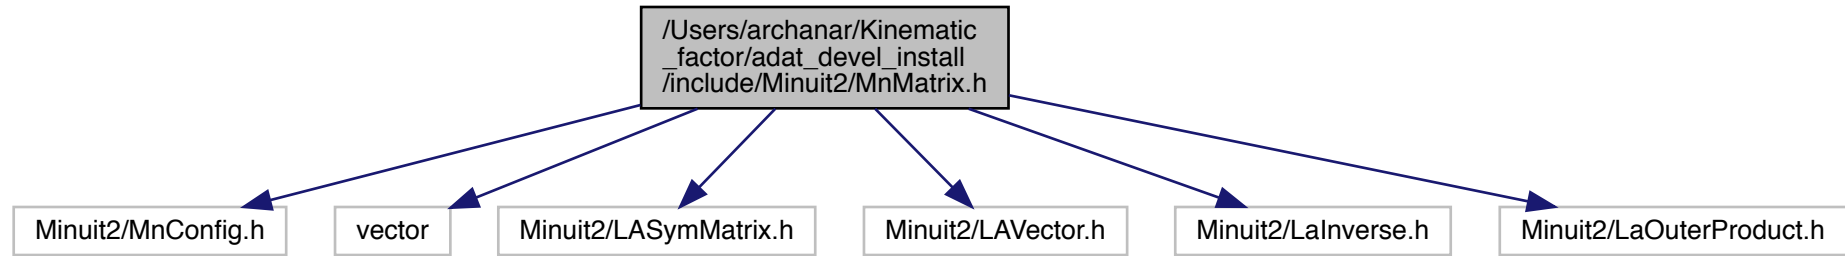 /Users/archanar/Kinematic
_factor/adat_devel_install
/include/Minuit2/MnMatrix.h
Minuit2/MnConfig.h
vector
Minuit2/LASymMatrix.h
Minuit2/LAVector.h
Minuit2/LaInverse.h
Minuit2/LaOuterProduct.h